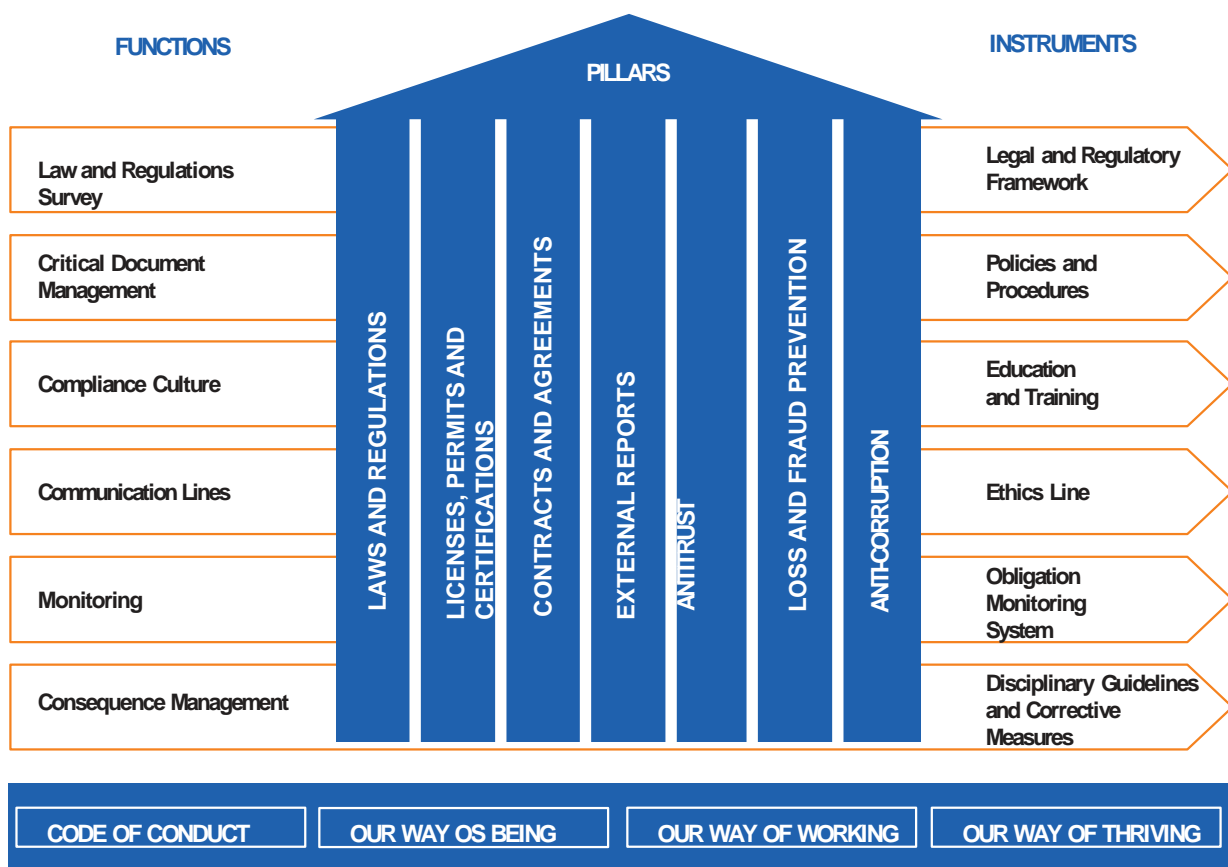 FUNCTIONS
PILLARS
INSTRUMENTS
Law and Regulations
Survey
Critical Document
Management
Compliance Culture
Communication Lines
Monitoring
Consequence Management
LAWS AND REGULATIONS
LICENSES, PERMITS AND
CERTIFICATIONS
CONTRACTS AND AGREEMENTS
EXTERNAL REPORTS
ANTITRUST
LOSS AND FRAUD PREVENTION
ANTI-CORRUPTION
Legal and Regulatory
Framework
Policies and
Procedures
Education
and Training
Ethics Line
Obligation
Monitoring
System
Disciplinary Guidelines
and Corrective
Measures
CODE OF CONDUCT
OUR WAY OS BEING
OUR WAY OF WORKING
OUR WAY OF THRIVING